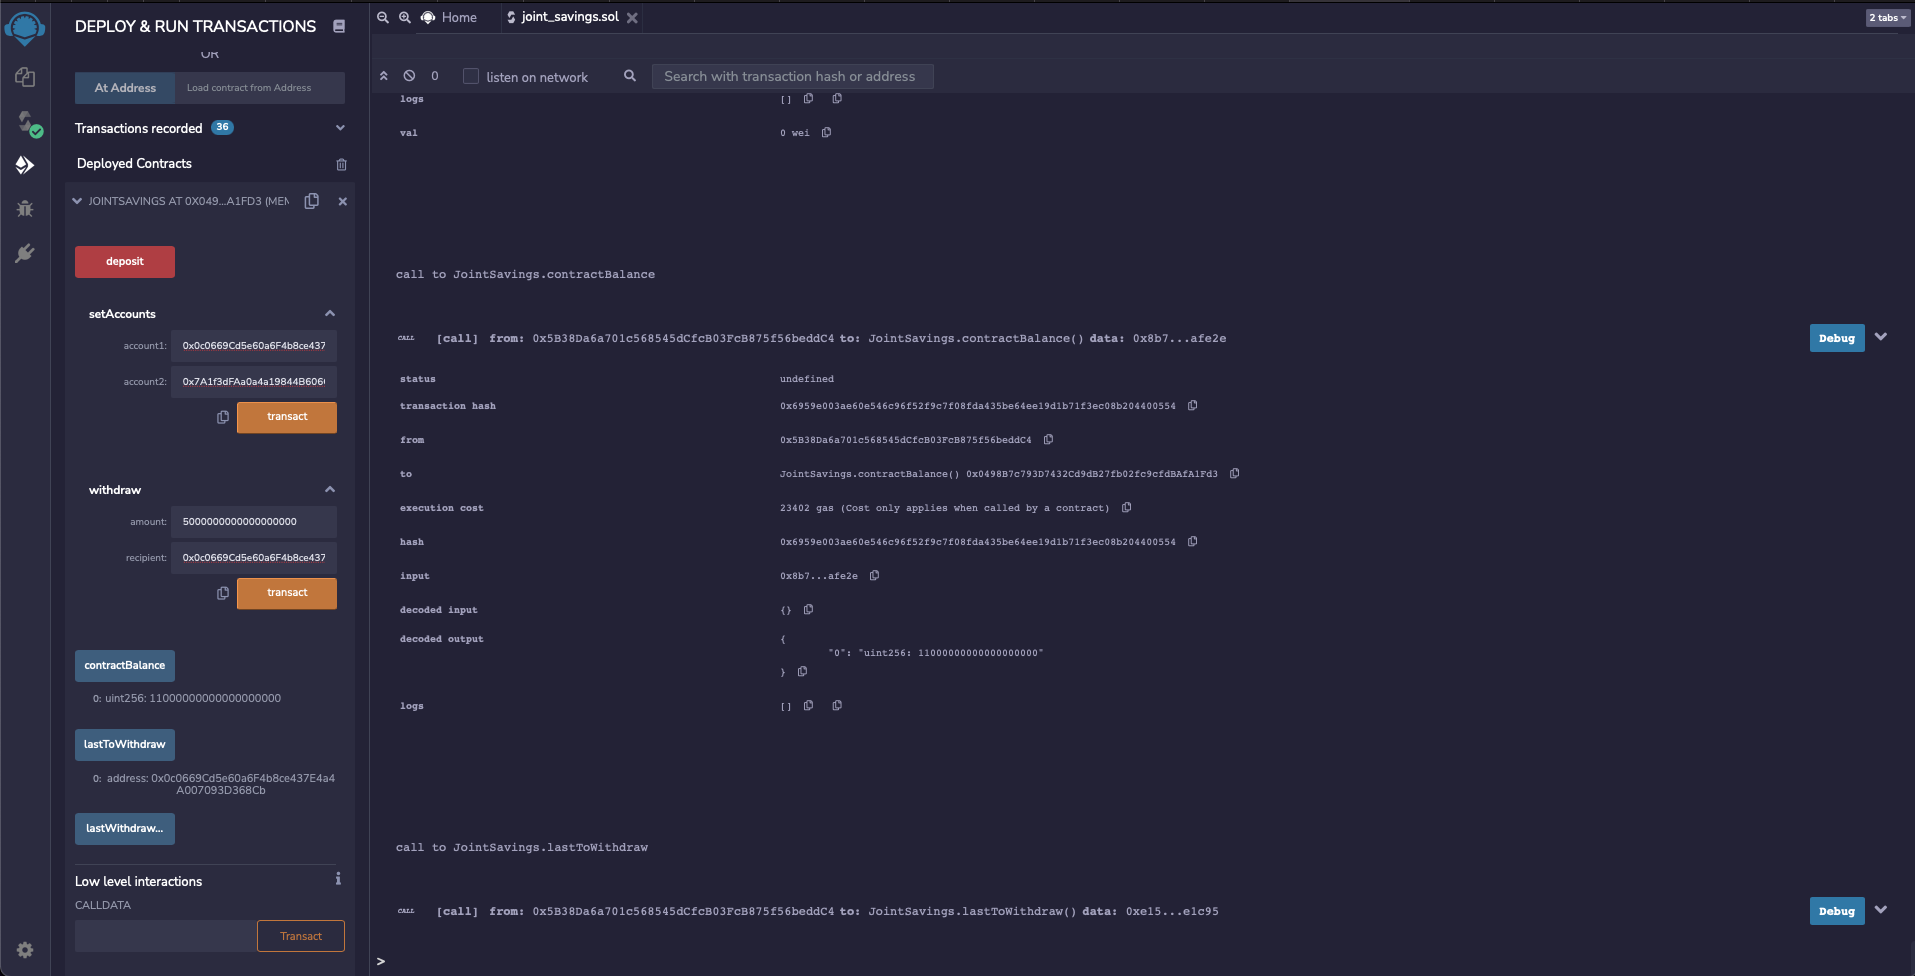 DEPLOY & RUN TRANSACTIONS
OR
At Address
Load contract from Address
Transactions recorded 36
Deployed Contracts
JOINTSAVINGS AT 0X049...A1FD3 (MEM
deposit
setAccounts
account1: 0x0c0669Cd5e60a6F4b8ce437
account2: 0x7A1f3dFAa0a4a19844B606
transact
withdraw
amount: 5000000000000000000
recipient: 0x0c0669Cd5e60a6F4b8ce437
transact
contractBalance
0: uint256: 11000000000000000000
lastToWithdraw
0: address: 0x0c0669Cd5e60a6F4b8ce437E4a4
A007093D368Cb
lastWithdraw...
Low level interactions
CALLDATA
Transact
Home
joint_savings.sol
2 tabs
0
listen on network
Search with transaction hash or address
logs [ ]
val 0 wei
call to JointSavings.contractBalance
CALL [call] from: 0x5B38Da6a701c568545dCfcB03FcB875f56beddC4 to: JointSavings.contractBalance() data: 0x8b7...afe2e
Debug
status undefined
transaction hash 0x6959e003ae60e546c96f52f9c7f08fda435be64ee19d1b71f3ec08b204400554
from 0x5B38Da6a701c568545dCfcB03FcB875f56beddC4
to JointSavings.contractBalance() 0x0498B7c793D7432Cd9dB27fb02fc9cfdBAfA1Fd3
execution cost 23402 gas (Cost only applies when called by a contract)
hash 0x6959e003ae60e546c96f52f9c7f08fda435be64ee19d1b71f3ec08b204400554
input 0x8b7...afe2e
decoded input {}
decoded output {
"0": "uint256: 11000000000000000000"
}
logs [ ]
call to JointSavings.lastToWithdraw
CALL [call] from: 0x5B38Da6a701c568545dCfcB03FcB875f56beddC4 to: JointSavings.lastToWithdraw() data: 0xe15...e1c95
Debug
>